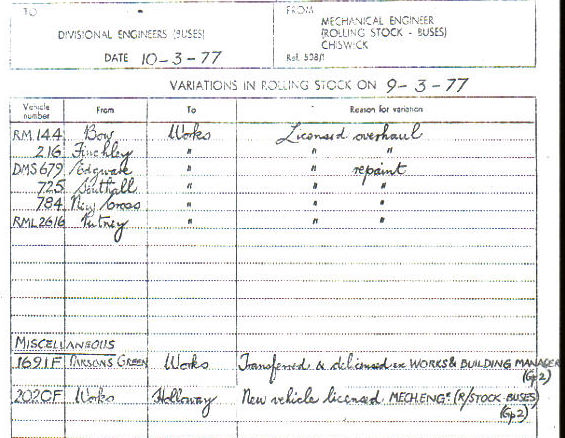 TO
FROM
MECHANICAL ENGINEER
(ROLLING STOCK - BUSES)
CHISWICK
DIVISIONAL ENGINEERS (BUSES)
DATE 10-3-77
Ref. 508/1
VARIATIONS IN ROLLING STOCK ON 9-3-77
Vehicle number From To Reason for variation
RM.144 Bow Works Licensed overhaul
216 Finchley " " "
DMS 679 Edgware " " repaint
725 Southall " " "
784 New Cross " " "
RML2616 Putney " " "
MISCELLANEOUS
1691F PARSONS GREEN Works Transferred & delicensed ex WORKS & BUILDING MANAGER
(Gp2)
2020F Works Holloway New vehicle licensed MECH.ENGR (R/STOCK-BUSES)
(Gp2)